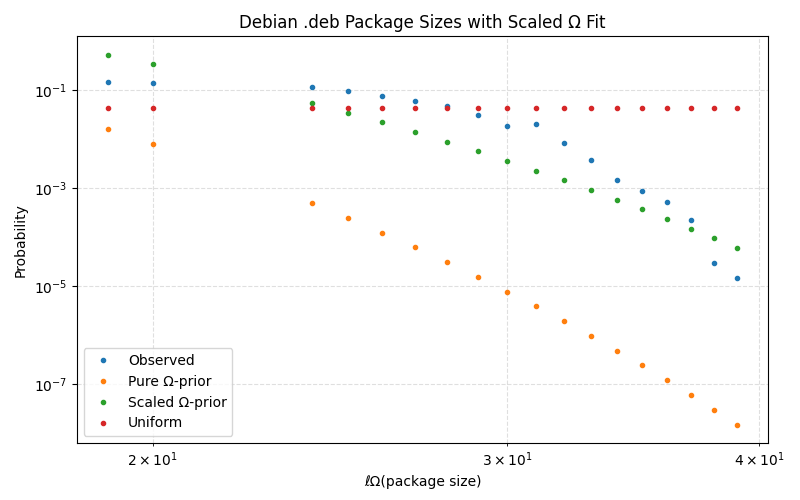 Debian .deb Package Sizes with Scaled Ω Fit
Probability
10⁻¹
10⁻³
10⁻⁵
10⁻⁷
Observed
Pure Ω-prior
Scaled Ω-prior
Uniform
2 × 10¹
3 × 10¹
4 × 10¹
ℓΩ(package size)